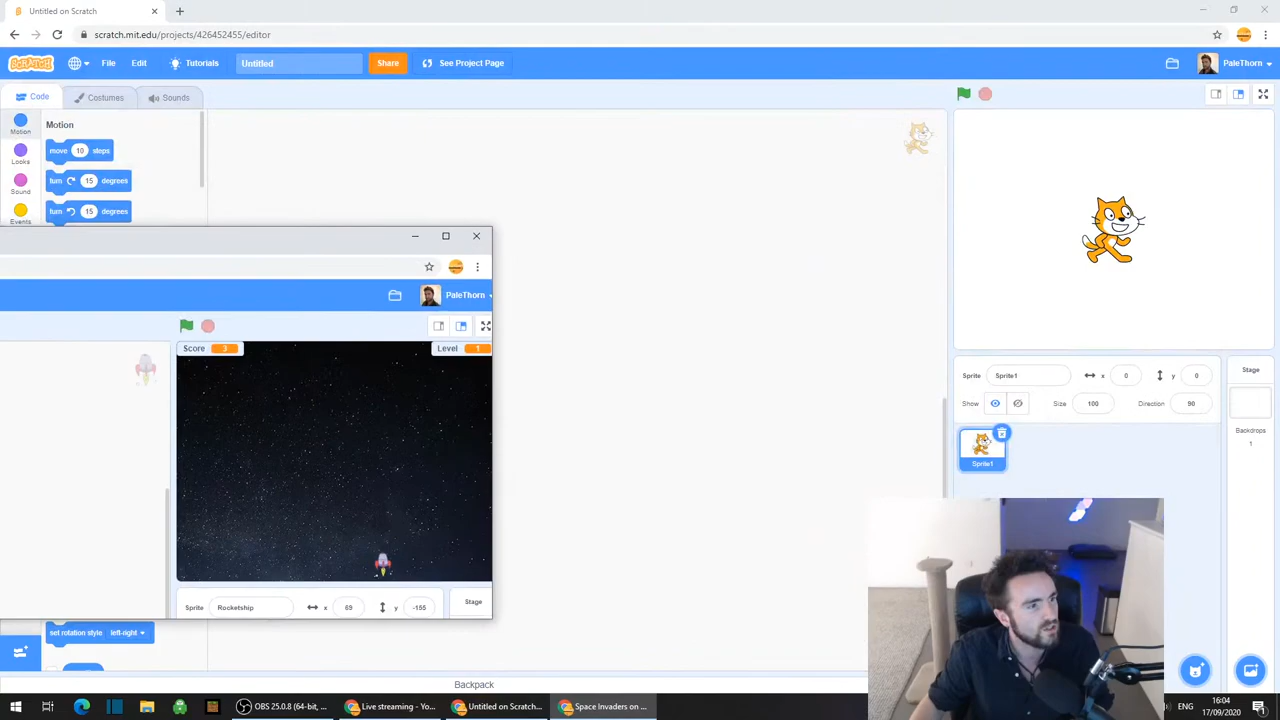 Untitled on Scratch
scratch.mit.edu/projects/426452455/editor
SCRATCH
File
Edit
Tutorials
Untitled
Share
See Project Page
PaleThorn
Code
Costumes
Sounds
Motion
Looks
Sound
Events
Motion
move 10 steps
turn 15 degrees
turn 15 degrees
PaleThorn
Score 3
Level 1
Sprite Rocketship x 69 y -155
Stage
set rotation style left-right
Backpack
Sprite Sprite1 x 0 y 0
Show Size 100 Direction 90
Sprite1
Stage
Backdrops
1
OBS 25.0.8 (64-bit, ...
Live streaming - Yo...
Untitled on Scratch...
Space Invaders on ...
16:04
17/09/2020
1